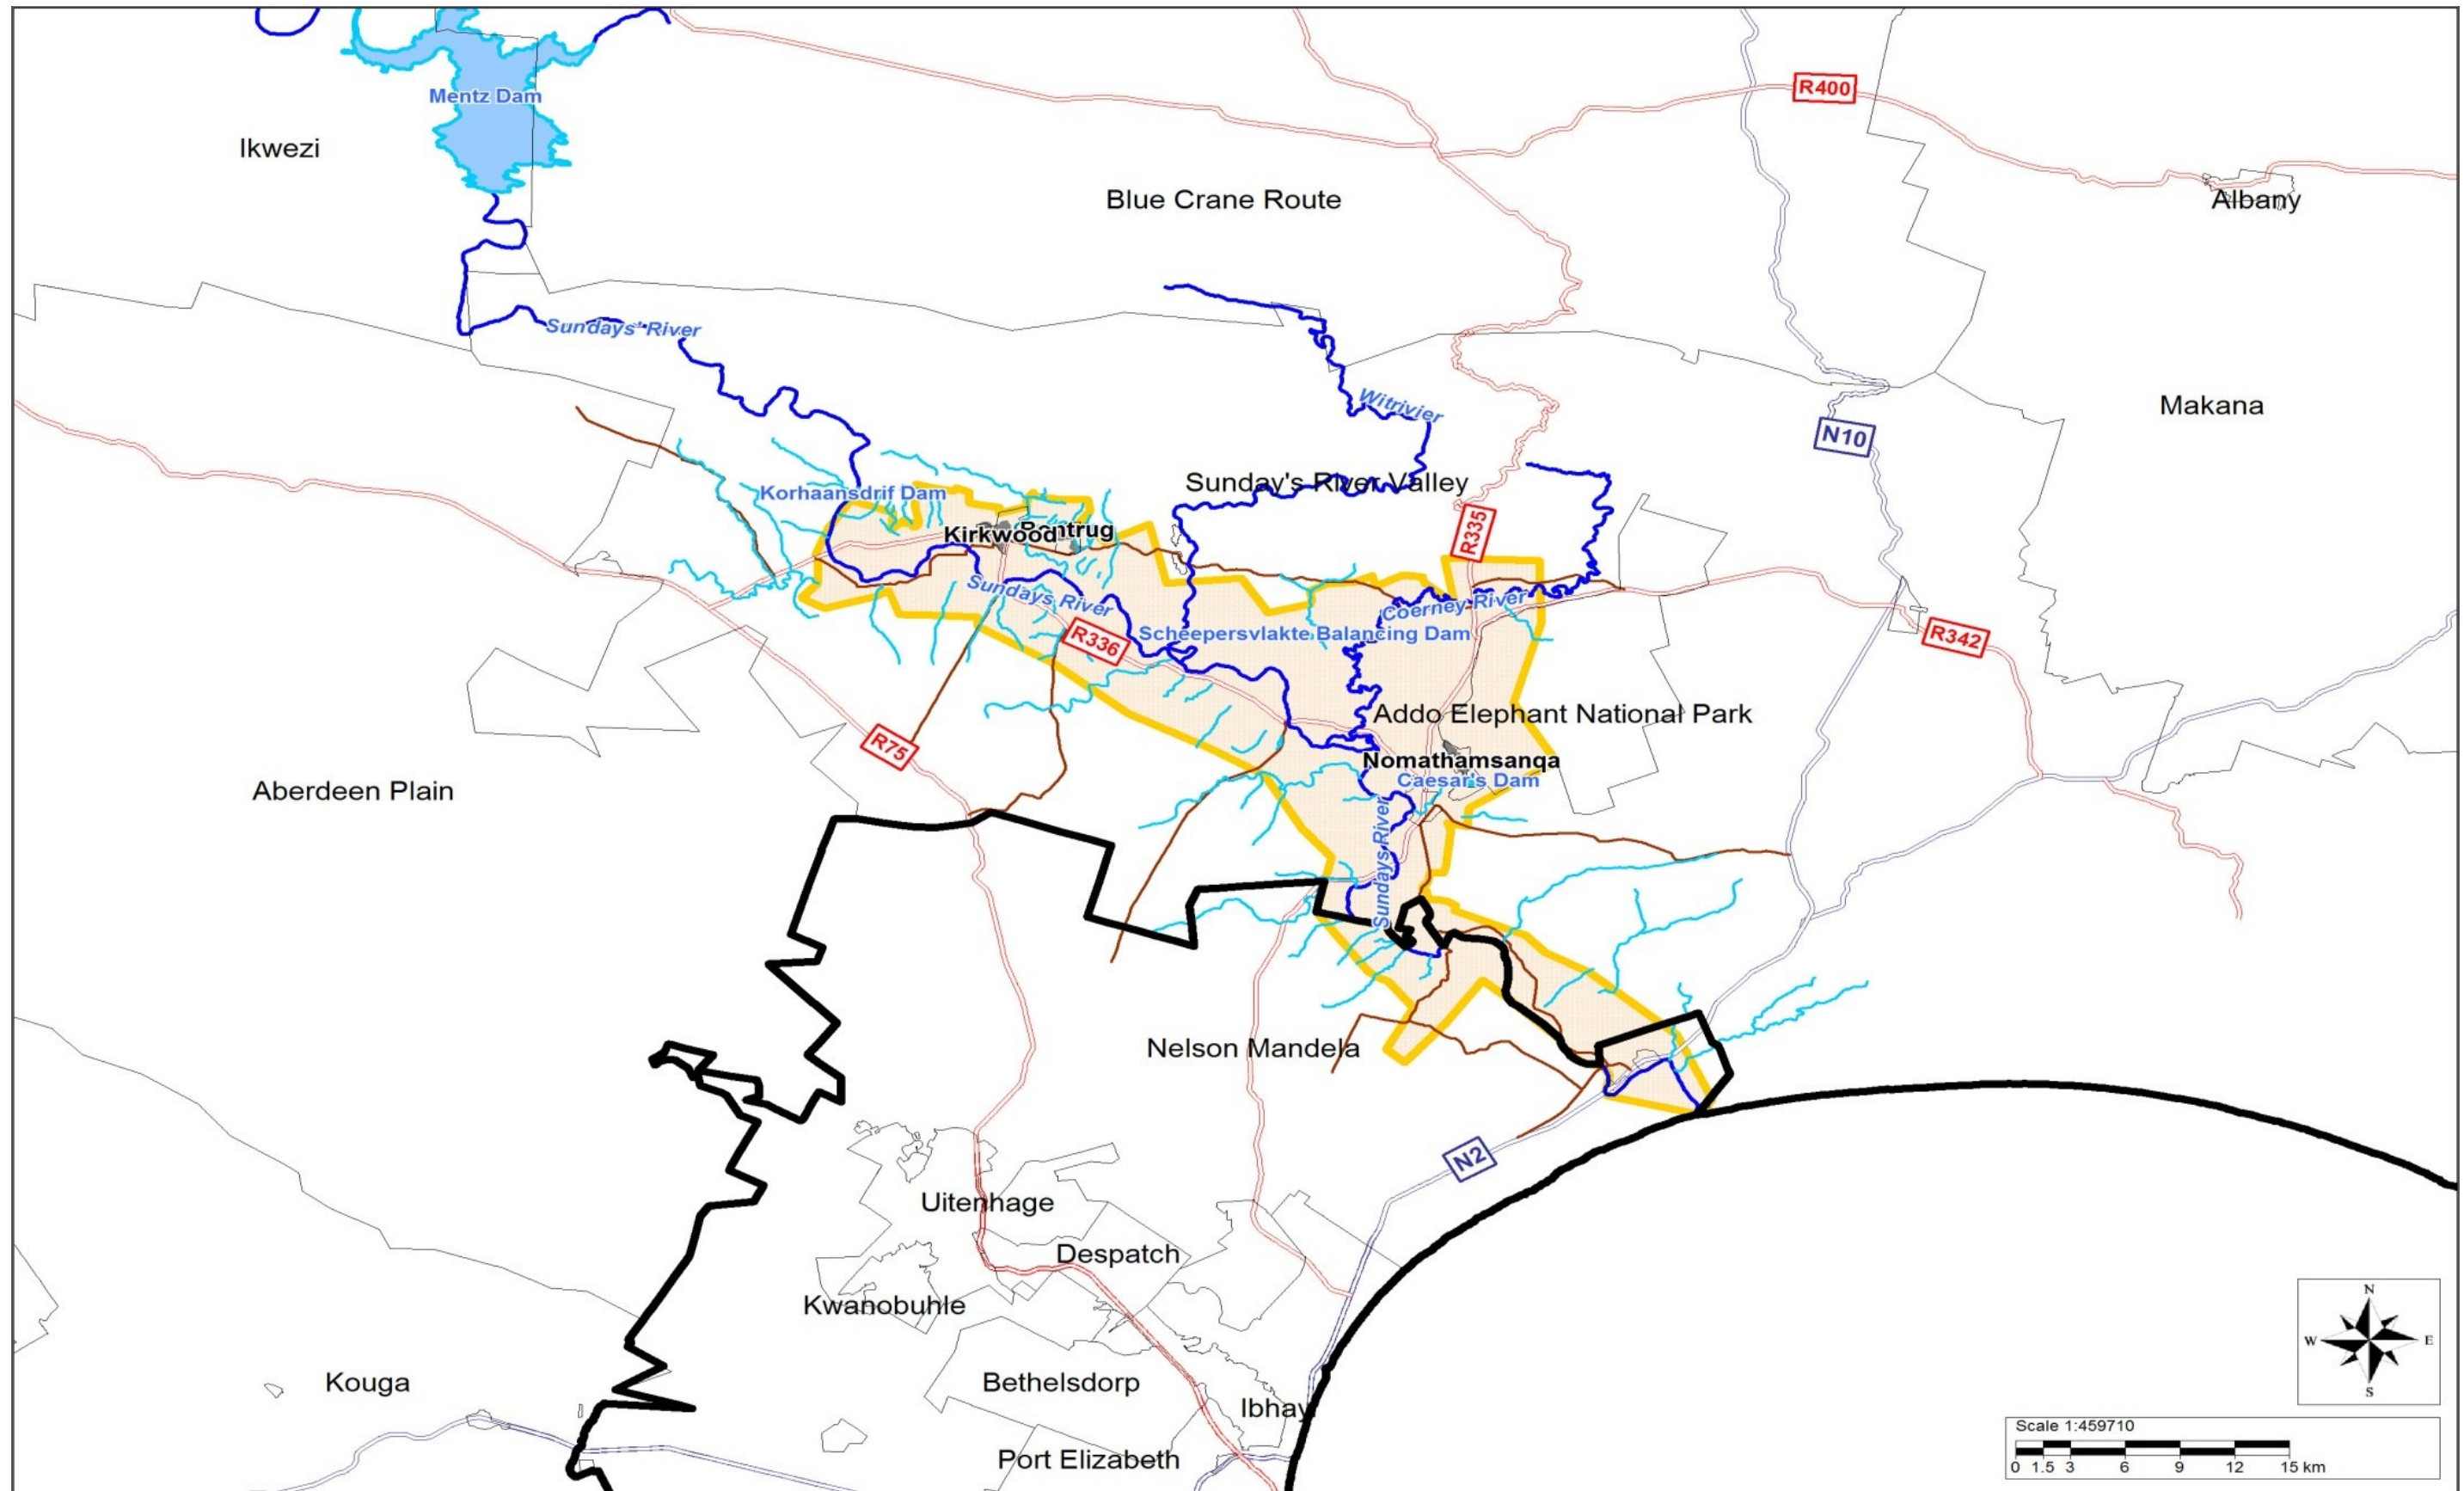 R400
Mentz Dam
Ikwezi
Blue Crane Route
Albany
Sundays' River
Witrivier
Makana
N10
Sunday's River Valley
Korhaansdrif Dam
R335
Kirkwood
Bontrug
Sundays River
Coerney River
Scheepersvlakte Balancing Dam
R336
R342
Addo Elephant National Park
R75
Nomathamsanqa
Caesar's Dam
Aberdeen Plain
Sundays River
Nelson Mandela
N2
Uitenhage
Despatch
Kwanobuhle
Kouga
Bethelsdorp
Ibhayi
Port Elizabeth
N
W E
S
Scale 1:459710
0 1.5 3 6 9 12 15 km